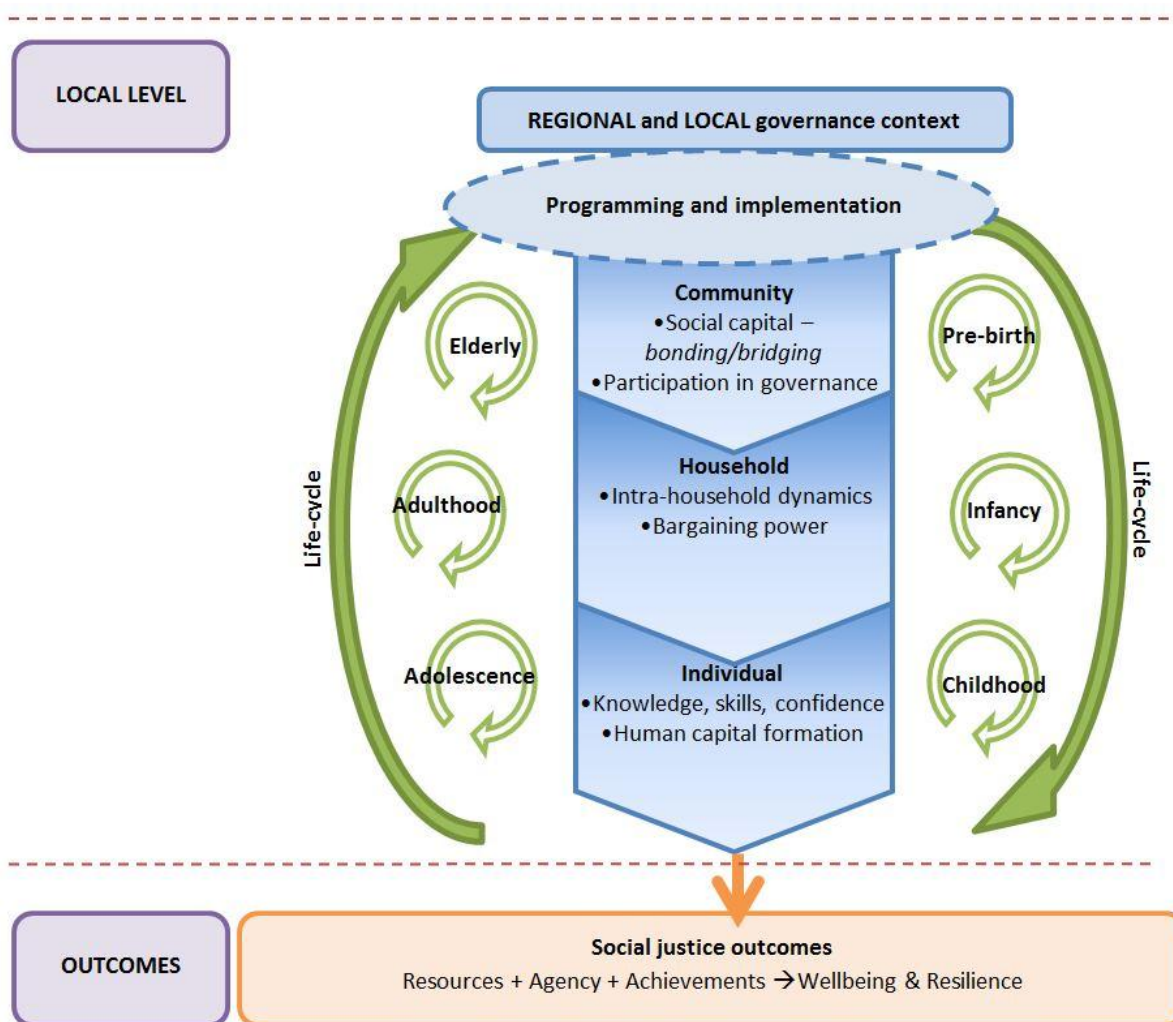 LOCAL LEVEL
REGIONAL and LOCAL governance context
Programming and implementation
Community
•Social capital –
bonding/bridging
•Participation in governance
Household
•Intra-household dynamics
•Bargaining power
Individual
•Knowledge, skills, confidence
•Human capital formation
Life-cycle
Elderly
Adulthood
Adolescence
Pre-birth
Infancy
Childhood
Life-cycle
OUTCOMES
Social justice outcomes
Resources + Agency + Achievements →Wellbeing & Resilience